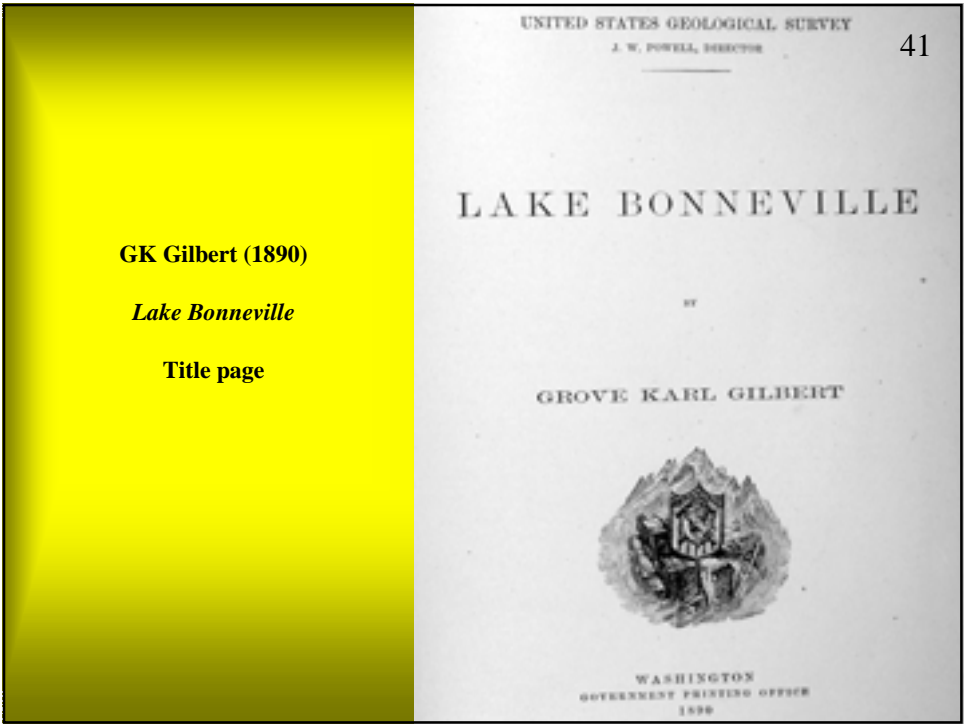 GK Gilbert (1890)
Lake Bonneville
Title page
41
UNITED STATES GEOLOGICAL SURVEY
J. W. POWELL, DIRECTOR
LAKE BONNEVILLE
BY
GROVE KARL GILBERT
WASHINGTON
GOVERNMENT PRINTING OFFICE
1890